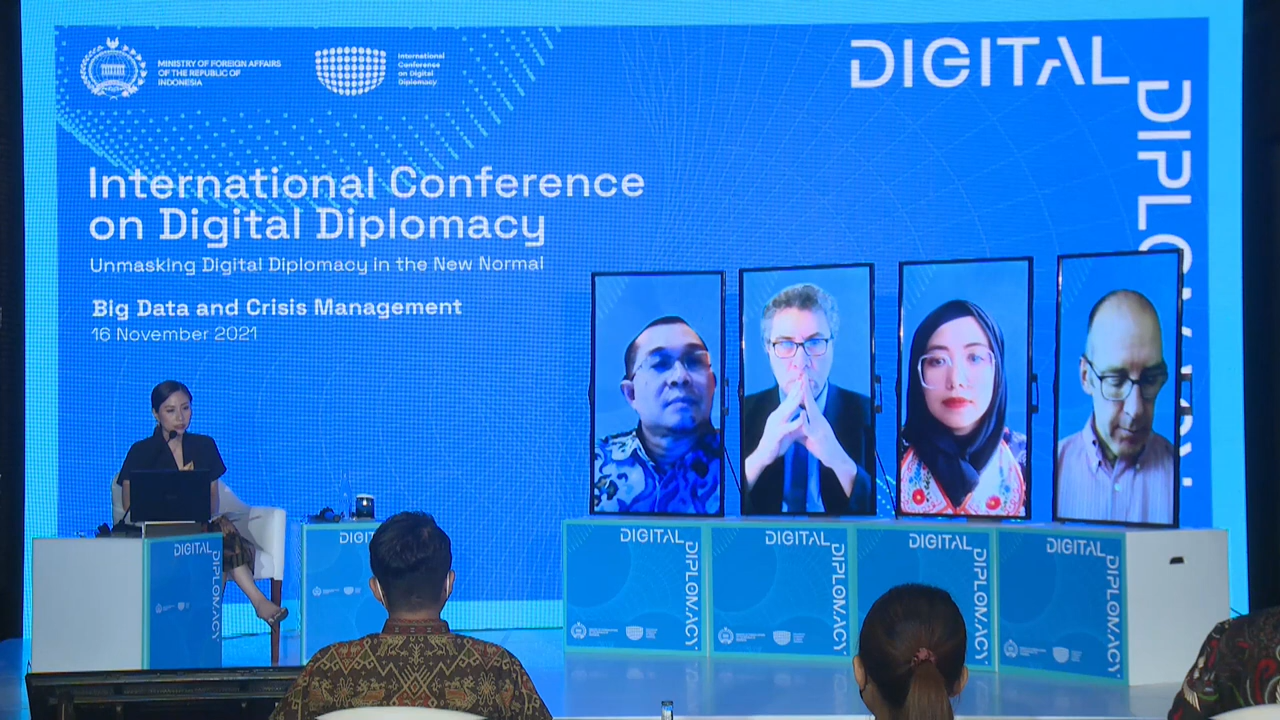 MINISTRY OF FOREIGN AFFAIRS
OF THE REPUBLIC OF
INDONESIA
International
Conference
on Digital
Diplomacy
DIGITAL
DIPLOMACY
International Conference
on Digital Diplomacy
Unmasking Digital Diplomacy in the New Normal
Big Data and Crisis Management
16 November 2021
DIGITAL
DIPLOMACY
DIGIT
DIGITAL
DIPLOMACY
DIGITAL
DIPLOMACY
DIGITAL
DIPLOMACY
DIGITAL
DIPLOMACY